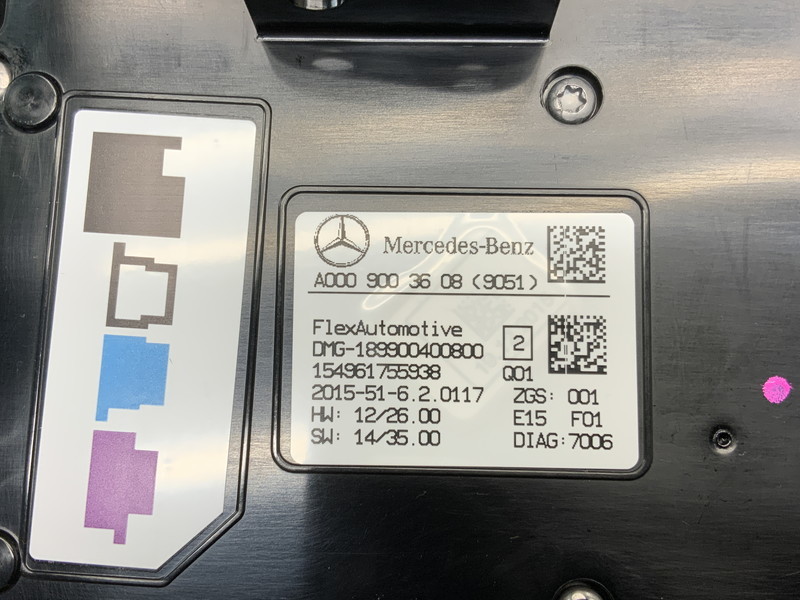 Mercedes-Benz
A000 900 36 08 (9051)
FlexAutomotive
DMG-189900400800
2
154961755938 Q01
2015-51-6.2.0117 ZGS: 001
HW: 12/26.00 E15 F01
SW: 14/35.00 DIAG:7006